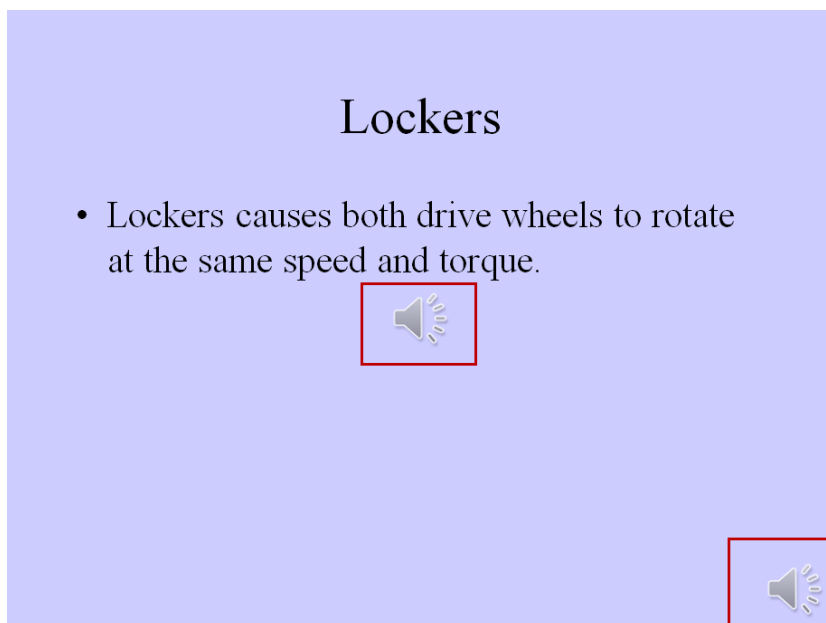 Lockers
• Lockers causes both drive wheels to rotate
at the same speed and torque.